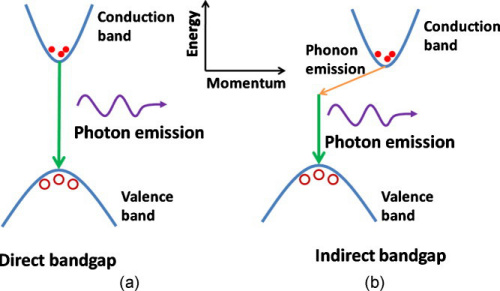 (a)
Conduction
band
Photon emission
Valence
band
Direct bandgap
(a)
Energy
Momentum
(b)
Phonon
emission
Conduction
band
Photon emission
Valence
band
Indirect bandgap
(b)